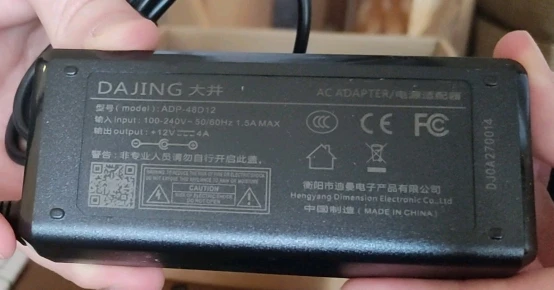 DAJING 大井
AC ADAPTER/电源适配器
型号(model): ADP-48D12
输入input: 100-240V~50/60Hz 1.5A MAX
输出output: +12V⎓4A
警告: 非专业人员请勿自行开启此盖。
CAUTION
CCC
CE
FC
衡阳市迪曼电子产品有限公司
Hengyang Dimension Electronic Co.,Ltd
中国制造(MADE IN CHINA)
DJ0A270014